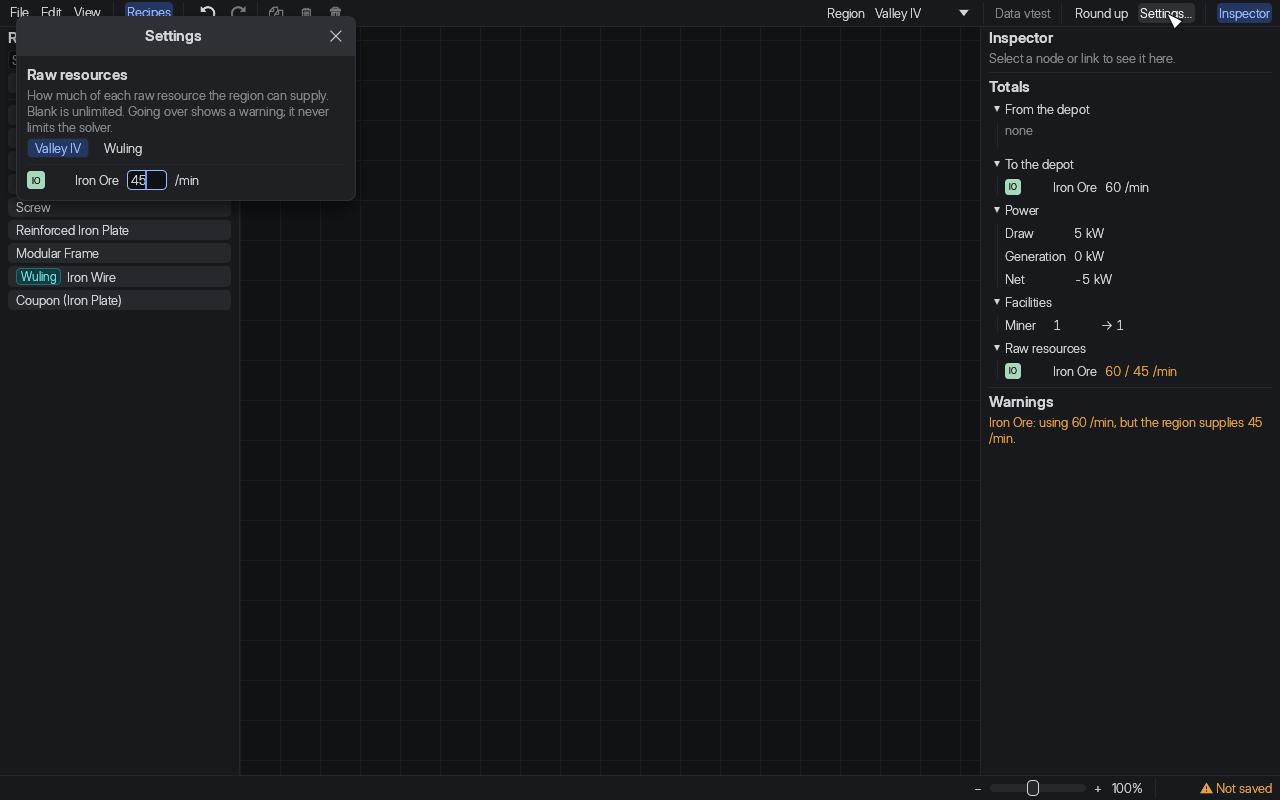 File Edit View Recipes Region Valley IV Data vtest Round up Settings... Inspector
Settings
Raw resources
How much of each raw resource the region can supply.
Blank is unlimited. Going over shows a warning; it never
limits the solver.
Valley IV Wuling
IO Iron Ore 45 /min
Screw
Reinforced Iron Plate
Modular Frame
Wuling Iron Wire
Coupon (Iron Plate)
Inspector
Select a node or link to see it here.
Totals
From the depot
none
To the depot
IO Iron Ore 60 /min
Power
Draw 5 kW
Generation 0 kW
Net -5 kW
Facilities
Miner 1 → 1
Raw resources
IO Iron Ore 60 / 45 /min
Warnings
Iron Ore: using 60 /min, but the region supplies 45
/min.
− + 100% Not saved